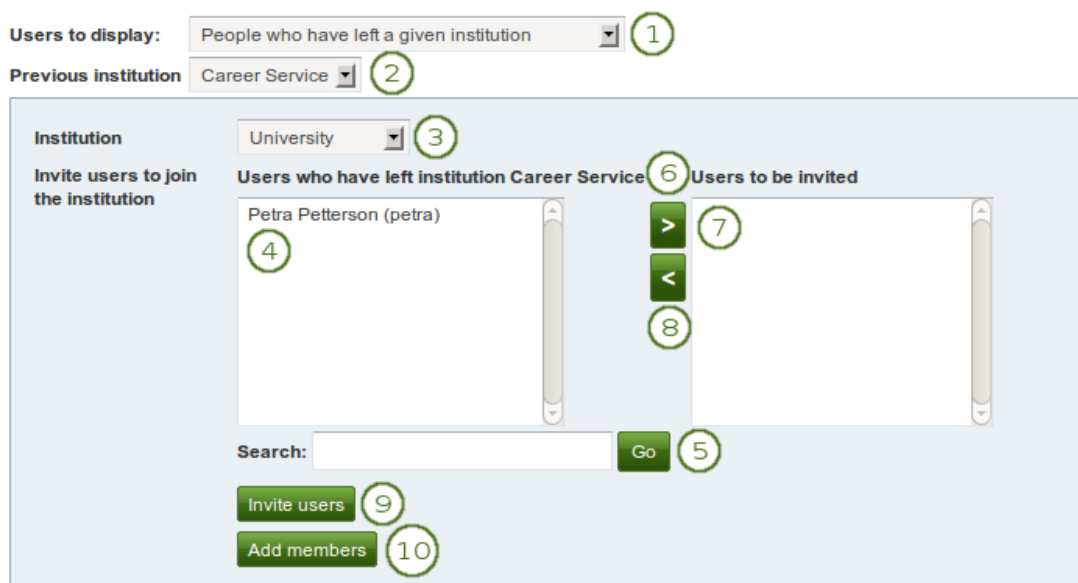 Users to display: People who have left a given institution 1
Previous institution Career Service 2
Institution University 3
Invite users to join
the institution
Users who have left institution Career Service 6 Users to be invited
Petra Petterson (petra)
4
> 7
<
8
Search: Go 5
Invite users 9
Add members 10